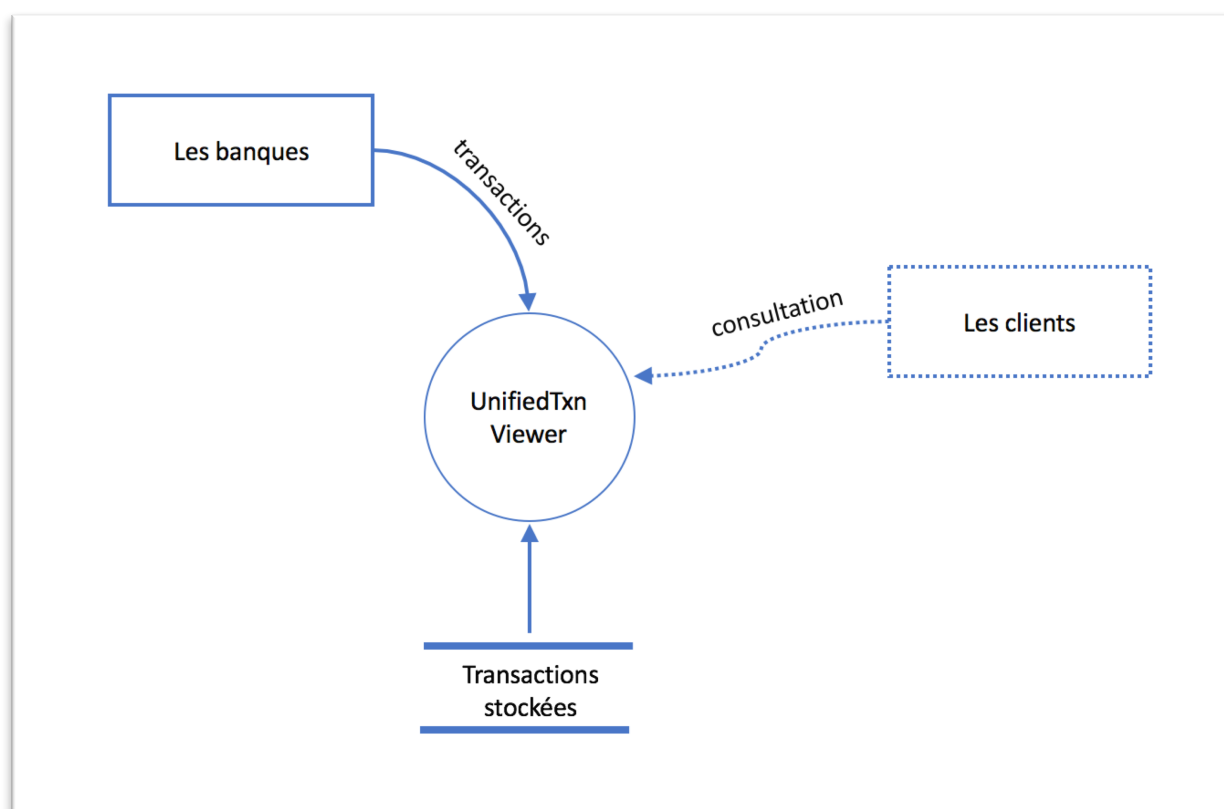 Les banques
transactions
consultation
Les clients
UnifiedTxn
Viewer
Transactions
stockées